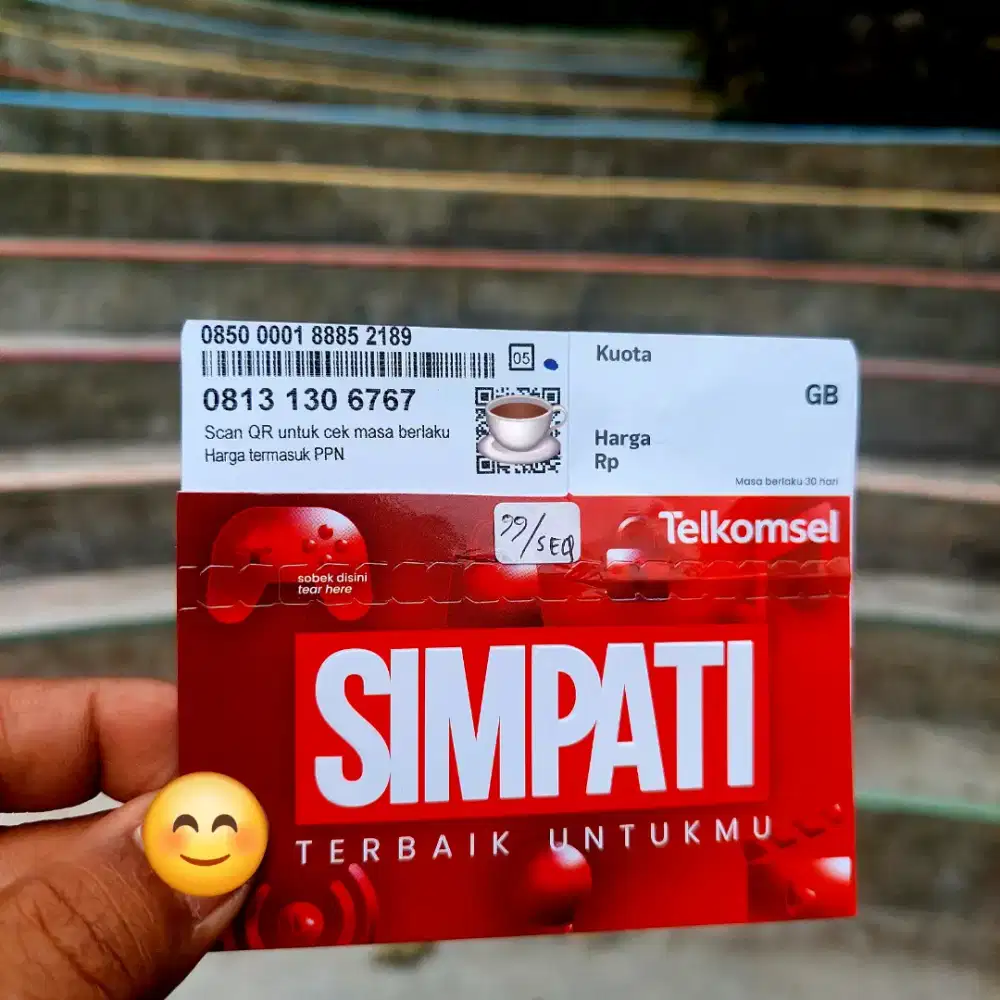 0850 0001 8885 2189
05
0813 130 6767
Scan QR untuk cek masa berlaku
Harga termasuk PPN
Kuota
GB
Harga
Rp
Masa berlaku 30 hari
99/SEQ
Telkomsel
sobek disini
tear here
SIMPATI
TERBAIK UNTUKMU